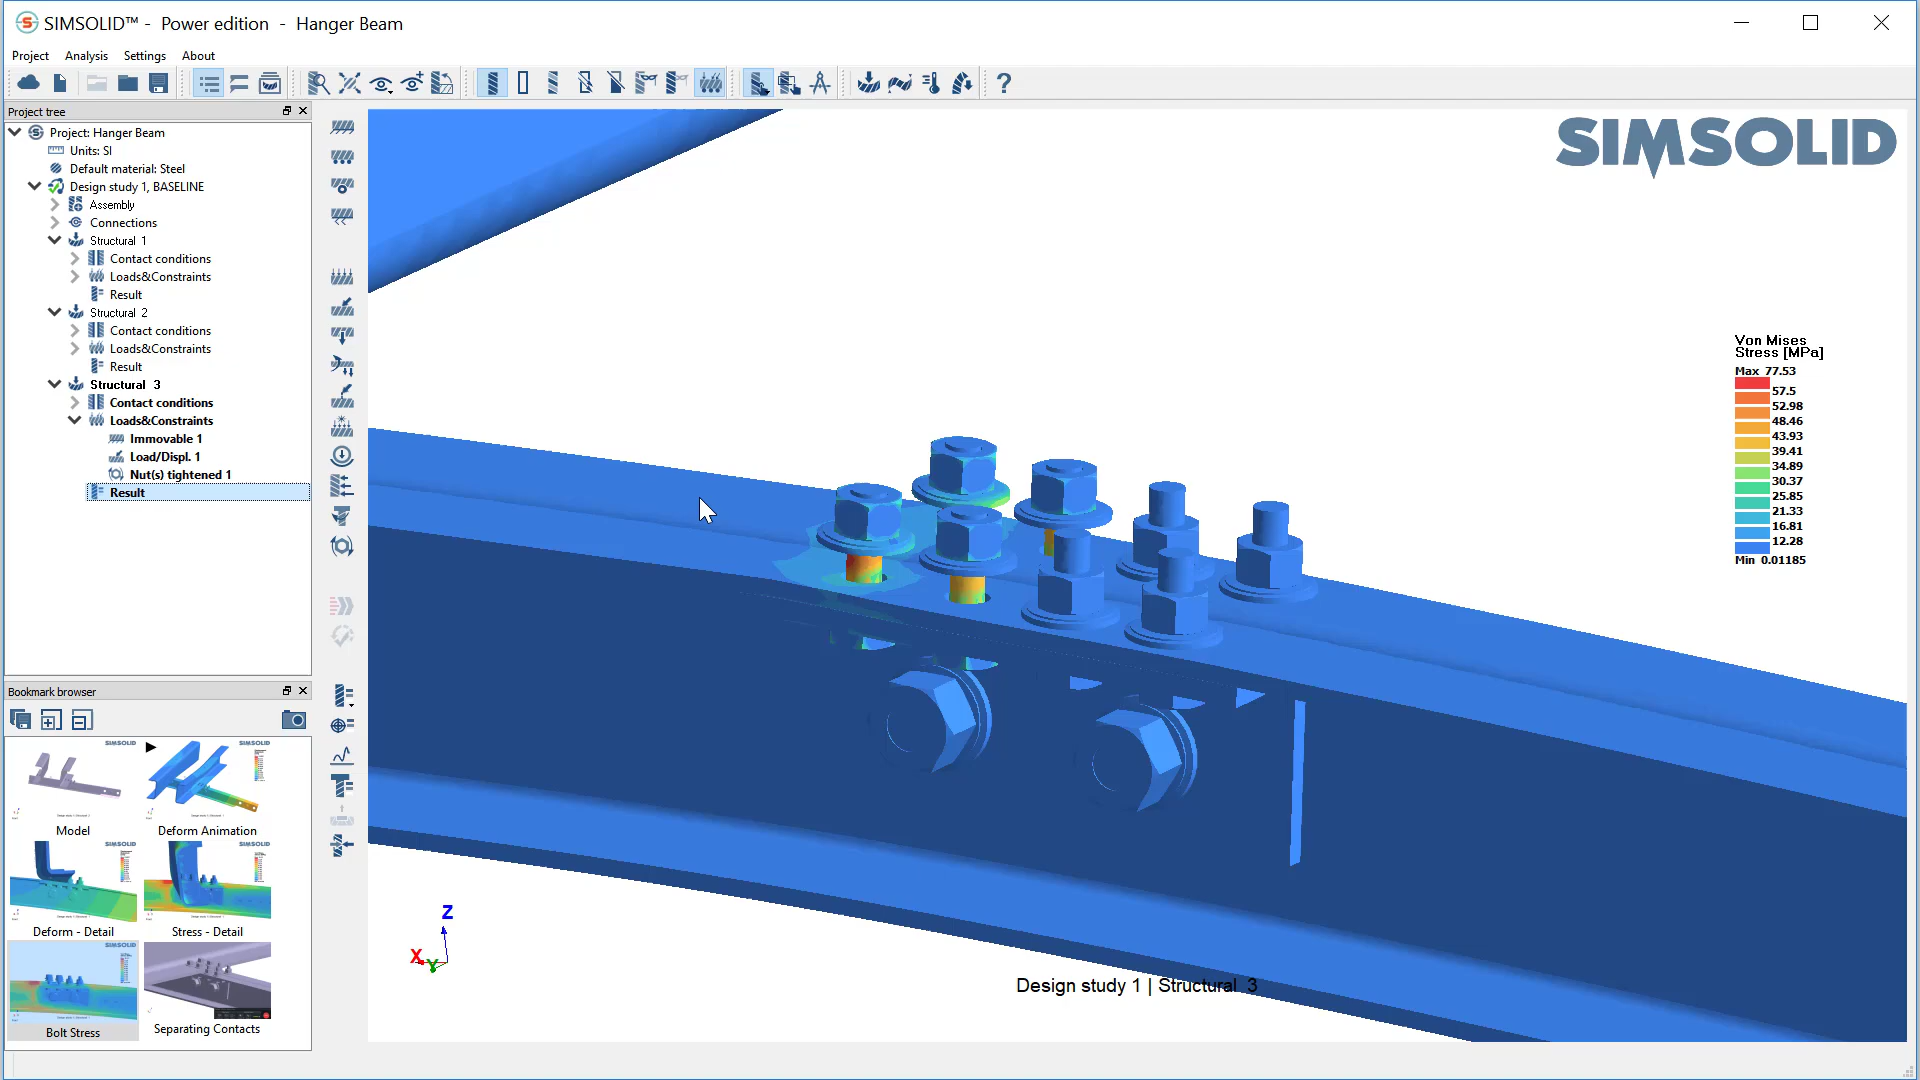 SIMSOLID™ - Power edition - Hanger Beam
Project Analysis Settings About
Project tree
Project: Hanger Beam
Units: SI
Default material: Steel
Design study 1, BASELINE
Assembly
Connections
Structural 1
Contact conditions
Loads&Constraints
Result
Structural 2
Contact conditions
Loads&Constraints
Result
Structural 3
Contact conditions
Loads&Constraints
Immovable 1
Load/Displ. 1
Nut(s) tightened 1
Result
Bookmark browser
SIMSOLID
SIMSOLID
Model
Deform Animation
SIMSOLID
SIMSOLID
Deform - Detail
Stress - Detail
SIMSOLID
Bolt Stress
Separating Contacts
SIMSOLID
Von Mises
Stress [MPa]
Max 77.53
57.5
52.98
48.46
43.93
39.41
34.89
30.37
25.85
21.33
16.81
12.28
Min 0.01185
Z
X
Y
Design study 1 | Structural 3